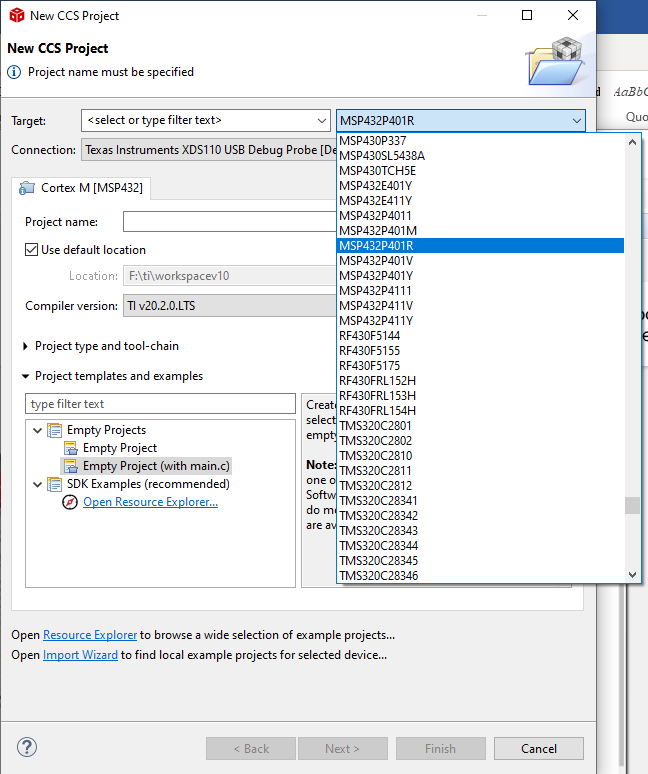 New CCS Project
New CCS Project
Project name must be specified
Target: <select or type filter text> MSP432P401R
Connection: Texas Instruments XDS110 USB Debug Probe [De
Cortex M [MSP432]
Project name:
Use default location
Location: F:\ti\workspacev10
Compiler version: TI v20.2.0.LTS
Project type and tool-chain
Project templates and examples
type filter text
Empty Projects
Empty Project
Empty Project (with main.c)
SDK Examples (recommended)
Open Resource Explorer...
Create
select
empty
Note:
one o
Softw
do m
are av
MSP430P337
MSP430SL5438A
MSP430TCH5E
MSP432E401Y
MSP432E411Y
MSP432P4011
MSP432P401M
MSP432P401R
MSP432P401V
MSP432P401Y
MSP432P4111
MSP432P411V
MSP432P411Y
RF430F5144
RF430F5155
RF430F5175
RF430FRL152H
RF430FRL153H
RF430FRL154H
TMS320C2801
TMS320C2802
TMS320C2810
TMS320C2811
TMS320C2812
TMS320C28341
TMS320C28342
TMS320C28343
TMS320C28344
TMS320C28345
TMS320C28346
Open Resource Explorer to browse a wide selection of example projects...
Open Import Wizard to find local example projects for selected device...
? < Back Next > Finish Cancel
AaBbC
Quo